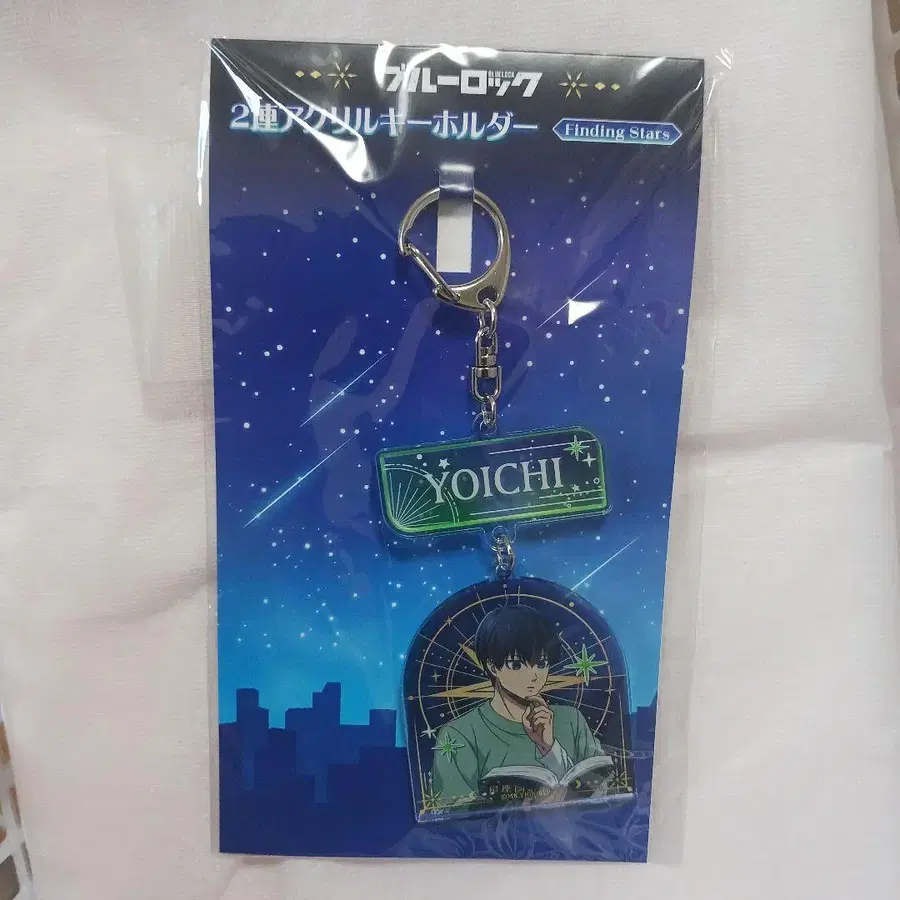 ブルーロック
BLUELOCK
2連アクリルキーホルダー
Finding Stars
YOICHI